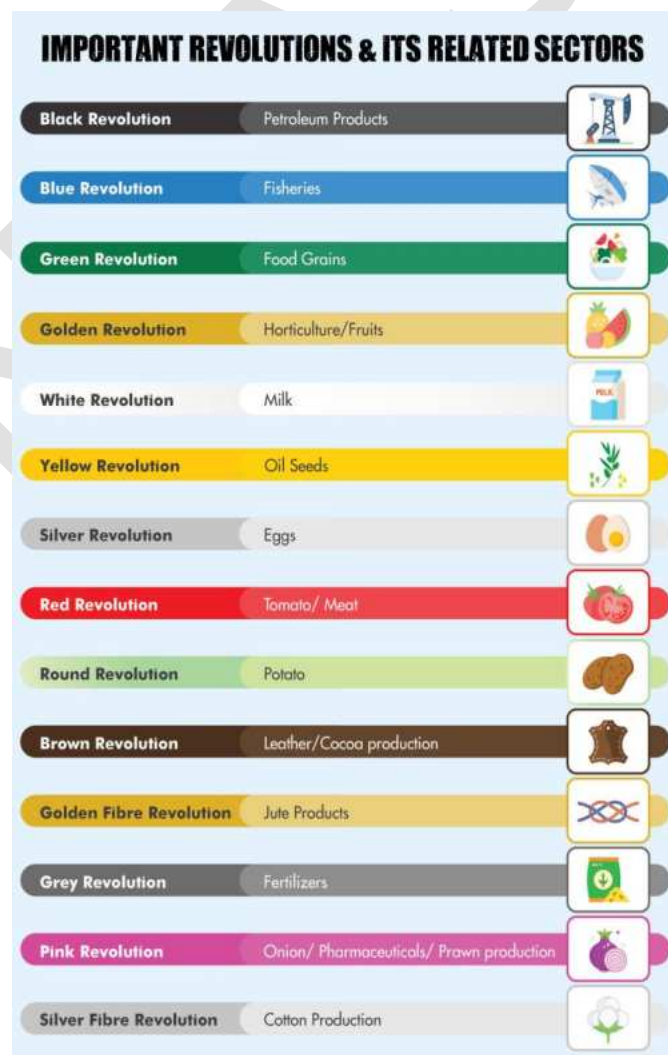 IMPORTANT REVOLUTIONS & ITS RELATED SECTORS
Black Revolution Petroleum Products
Blue Revolution Fisheries
Green Revolution Food Grains
Golden Revolution Horticulture/Fruits
White Revolution Milk
MILK
Yellow Revolution Oil Seeds
Silver Revolution Eggs
Red Revolution Tomato/ Meat
Round Revolution Potato
Brown Revolution Leather/Cocoa production
Golden Fibre Revolution Jute Products
Grey Revolution Fertilizers
Pink Revolution Onion/ Pharmaceuticals/ Prawn production
Silver Fibre Revolution Cotton Production